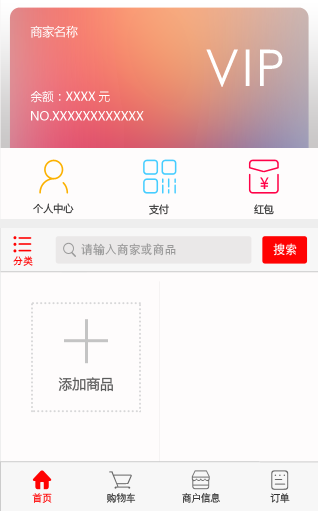 商家名称
VIP
余额：XXXX 元
NO.XXXXXXXXXXXX
个人中心 支付 红包
分类 请输入商家或商品 搜索
添加商品
首页 购物车 商户信息 订单